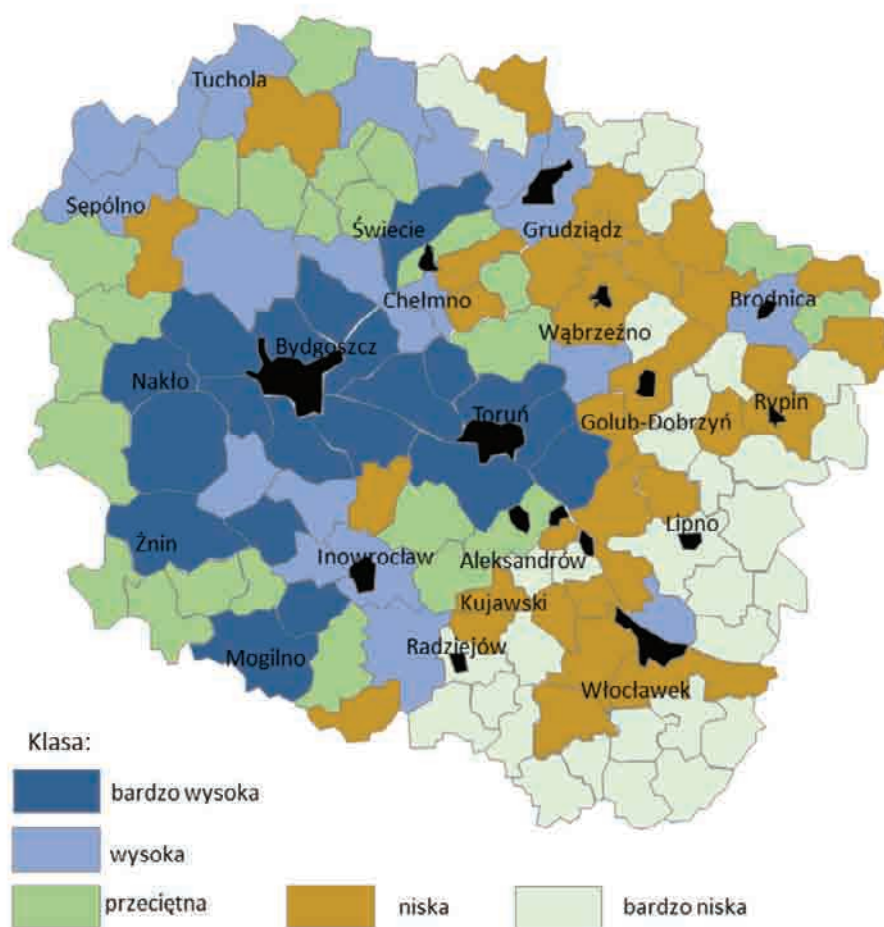 Tuchola
Sępólno
Świecie
Grudziądz
Chełmno
Brodnica
Wąbrzeźno
Bydgoszcz
Nakło
Toruń
Rypin
Golub-Dobrzyń
Lipno
Żnin
Inowrocław
Aleksandrów
Kujawski
Radziejów
Mogilno
Włocławek
Klasa:
bardzo wysoka
wysoka
przeciętna niska bardzo niska